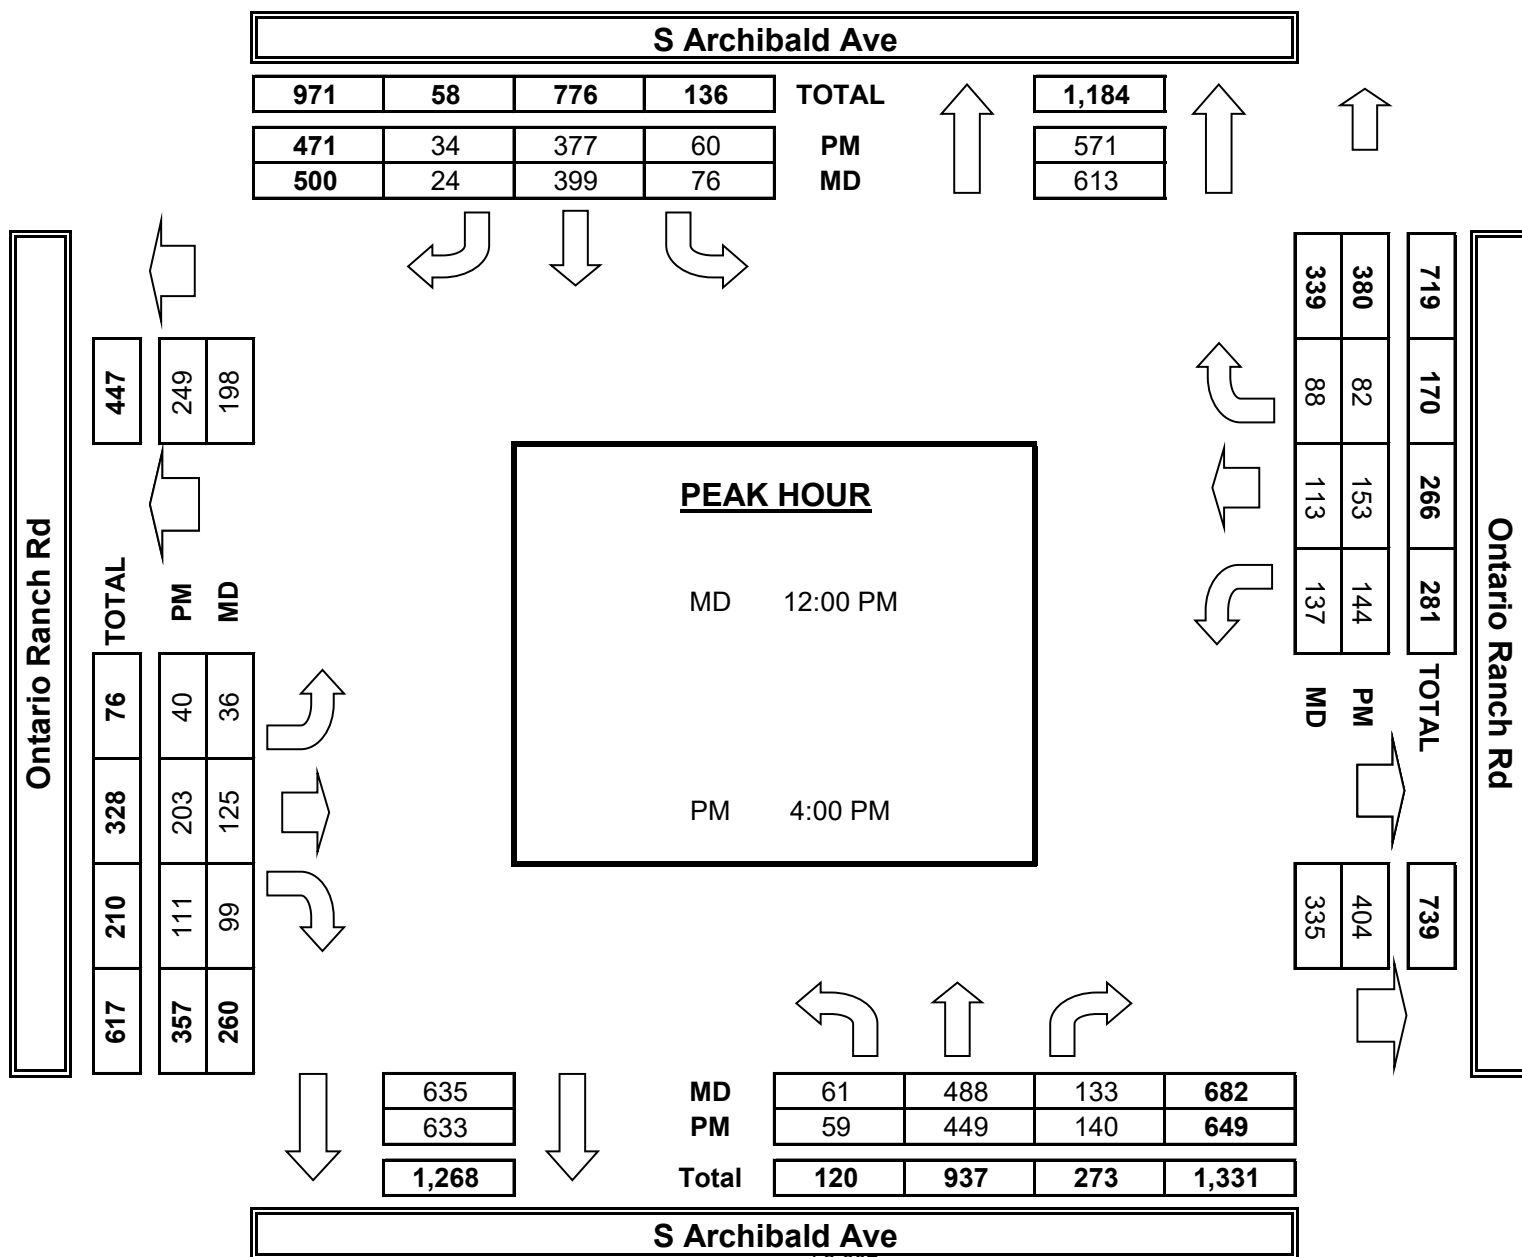 S Archibald Ave
971 58 776 136 TOTAL 1,184
471 34 377 60 PM 571
500 24 399 76 MD 613
Ontario Ranch Rd
447 249 198
TOTAL PM MD
76 40 36
328 203 125
210 111 99
617 357 260
PEAK HOUR
MD 12:00 PM
PM 4:00 PM
339 380 719
88 82 170
113 153 266
137 144 281
MD PM TOTAL
335 404 739
Ontario Ranch Rd
635 MD 61 488 133 682
633 PM 59 449 140 649
1,268 Total 120 937 273 1,331
S Archibald Ave